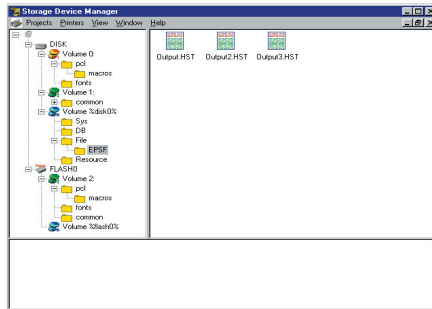 Storage Device Manager
Projects Printers View Window Help
DISK
Volume 0:
pcl
macros
fonts
Volume 1:
common
Volume %disk0%
Sys
DB
File
EPSF
Resource
FLASH0
Volume 2:
pcl
macros
fonts
common
Volume %flash0%
Output.HST Output2.HST Output3.HST